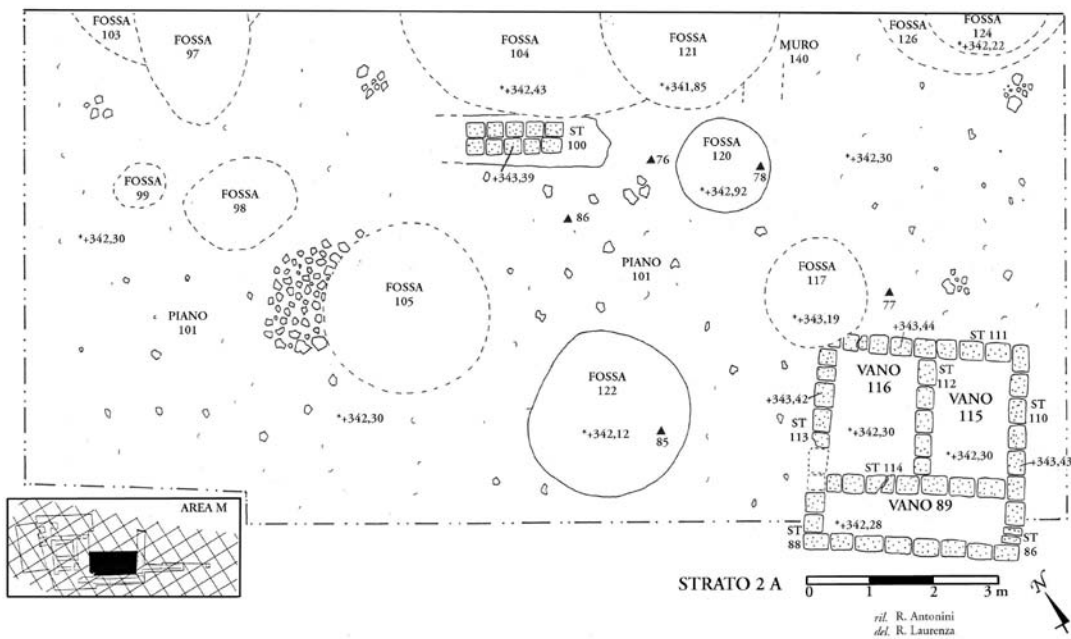 FOSSA
103
FOSSA
97
FOSSA
104
*+342,43
FOSSA
121
*+341,85
MURO
140
FOSSA
126
FOSSA
124
*+342,22
ST
100
+343,39
▲76
FOSSA
120
*+342,92
▲
78
*+342,30
FOSSA
99
FOSSA
98
*+342,30
▲ 86
PIANO
101
FOSSA
105
PIANO
101
FOSSA
117
*+343,19
▲
77
+343,44
ST 111
VANO
116
ST
112
VANO
115
ST
110
+343,42
ST
113
*+342,30
*+342,30
+343,43
*+342,30
FOSSA
122
*+342,12
▲
85
ST 114
VANO 89
*+342,28
ST
88
ST
86
AREA M
STRATO 2 A
0 1 2 3 m
N
ril. R. Antonini
del. R. Laurenza